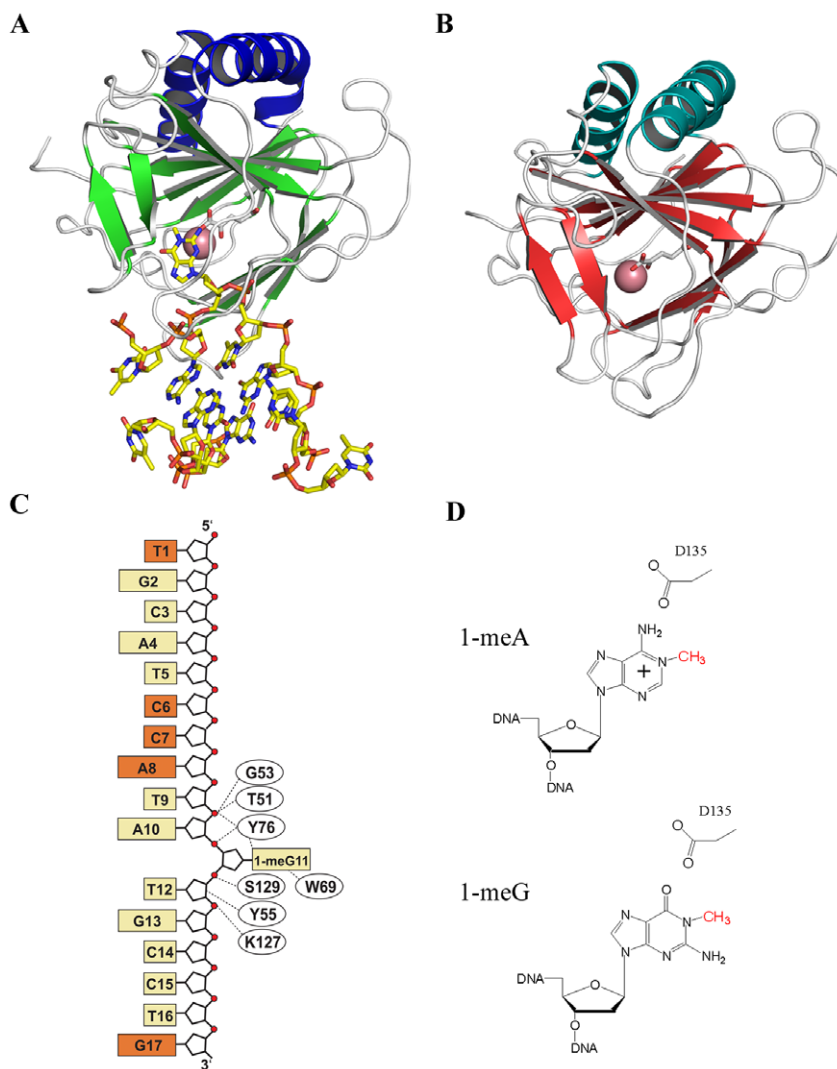 A
B
C
5'
T1
G2
C3
A4
T5
C6
C7
A8
G53
T9
T51
A10
Y76
1-meG11
T12
S129
W69
G13
Y55
C14
K127
C15
T16
G17
3'
D
D135
O
O
1-meA
NH₂
N
N
CH₃
+
N
N
DNA
O
O
DNA
D135
O
O
1-meG
O
N
N
CH₃
N
N
NH₂
DNA
O
O
DNA